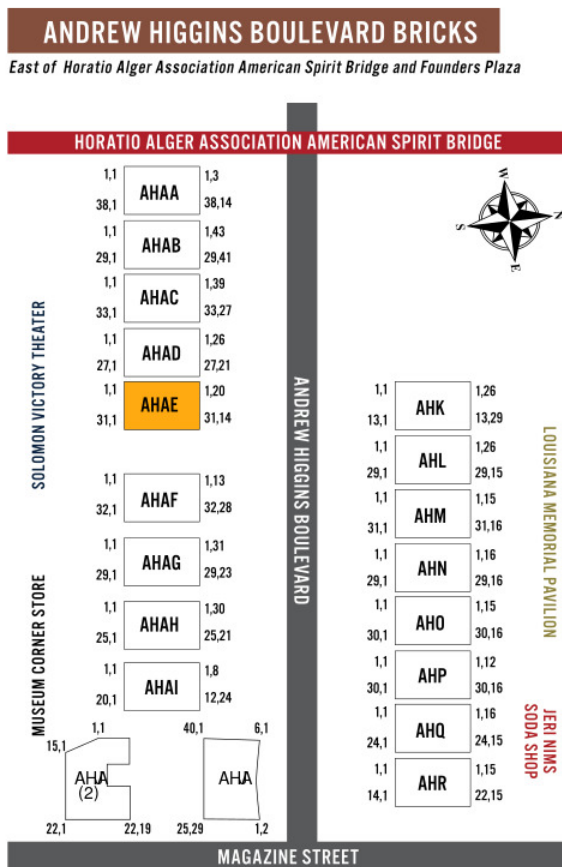 ANDREW HIGGINS BOULEVARD BRICKS
East of Horatio Alger Association American Spirit Bridge and Founders Plaza
HORATIO ALGER ASSOCIATION AMERICAN SPIRIT BRIDGE
W
N
S
E
1,1 AHAA 1,3
38,1 38,14
1,1 AHAB 1,43
29,1 29,41
1,1 AHAC 1,39
33,1 33,27
1,1 AHAD 1,26
27,1 27,21
1,1 AHAE 1,20
31,1 31,14
1,1 AHAF 1,13
32,1 32,28
1,1 AHAG 1,31
29,1 29,23
1,1 AHAH 1,30
25,1 25,21
1,1 AHAI 1,8
20,1 12,24
1,1
15,1
AHA
(2)
22,1 22,19
40,1 6,1
AHA
25,29 1,2
SOLOMON VICTORY THEATER
MUSEUM CORNER STORE
ANDREW HIGGINS BOULEVARD
1,1 AHK 1,26
13,1 13,29
1,1 AHL 1,26
29,1 29,15
1,1 AHM 1,15
31,1 31,16
1,1 AHN 1,16
29,1 29,16
1,1 AHO 1,15
30,1 30,16
1,1 AHP 1,12
30,1 30,16
1,1 AHQ 1,16
24,1 24,15
1,1 AHR 1,15
14,1 22,15
LOUISIANA MEMORIAL PAVILION
JERI NIMS
SODA SHOP
MAGAZINE STREET